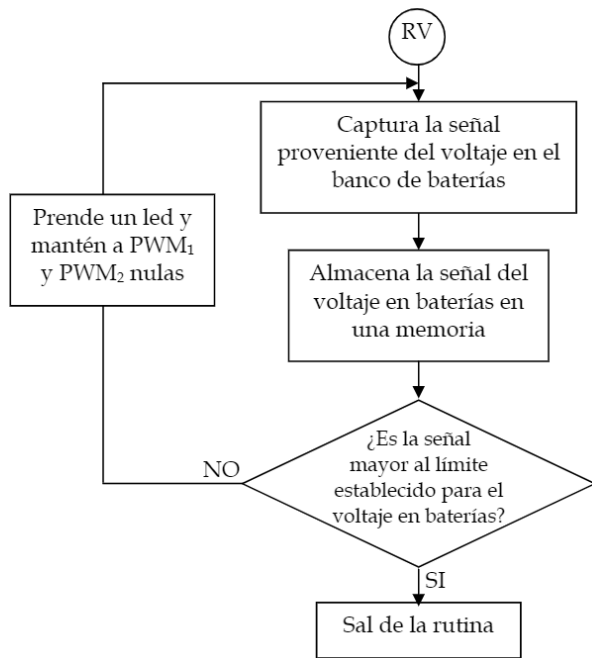 RV
Captura la señal
proveniente del voltaje en el
banco de baterías
Prende un led y
mantén a PWM₁
y PWM₂ nulas
Almacena la señal del
voltaje en baterías en
una memoria
¿Es la señal
mayor al límite
establecido para el
voltaje en baterías?
NO
SI
Sal de la rutina